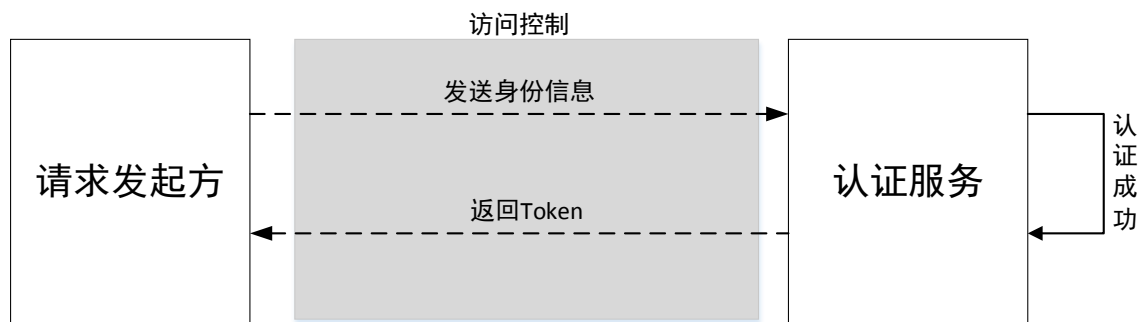 访问控制
发送身份信息
请求发起方
认证服务
认证成功
返回Token